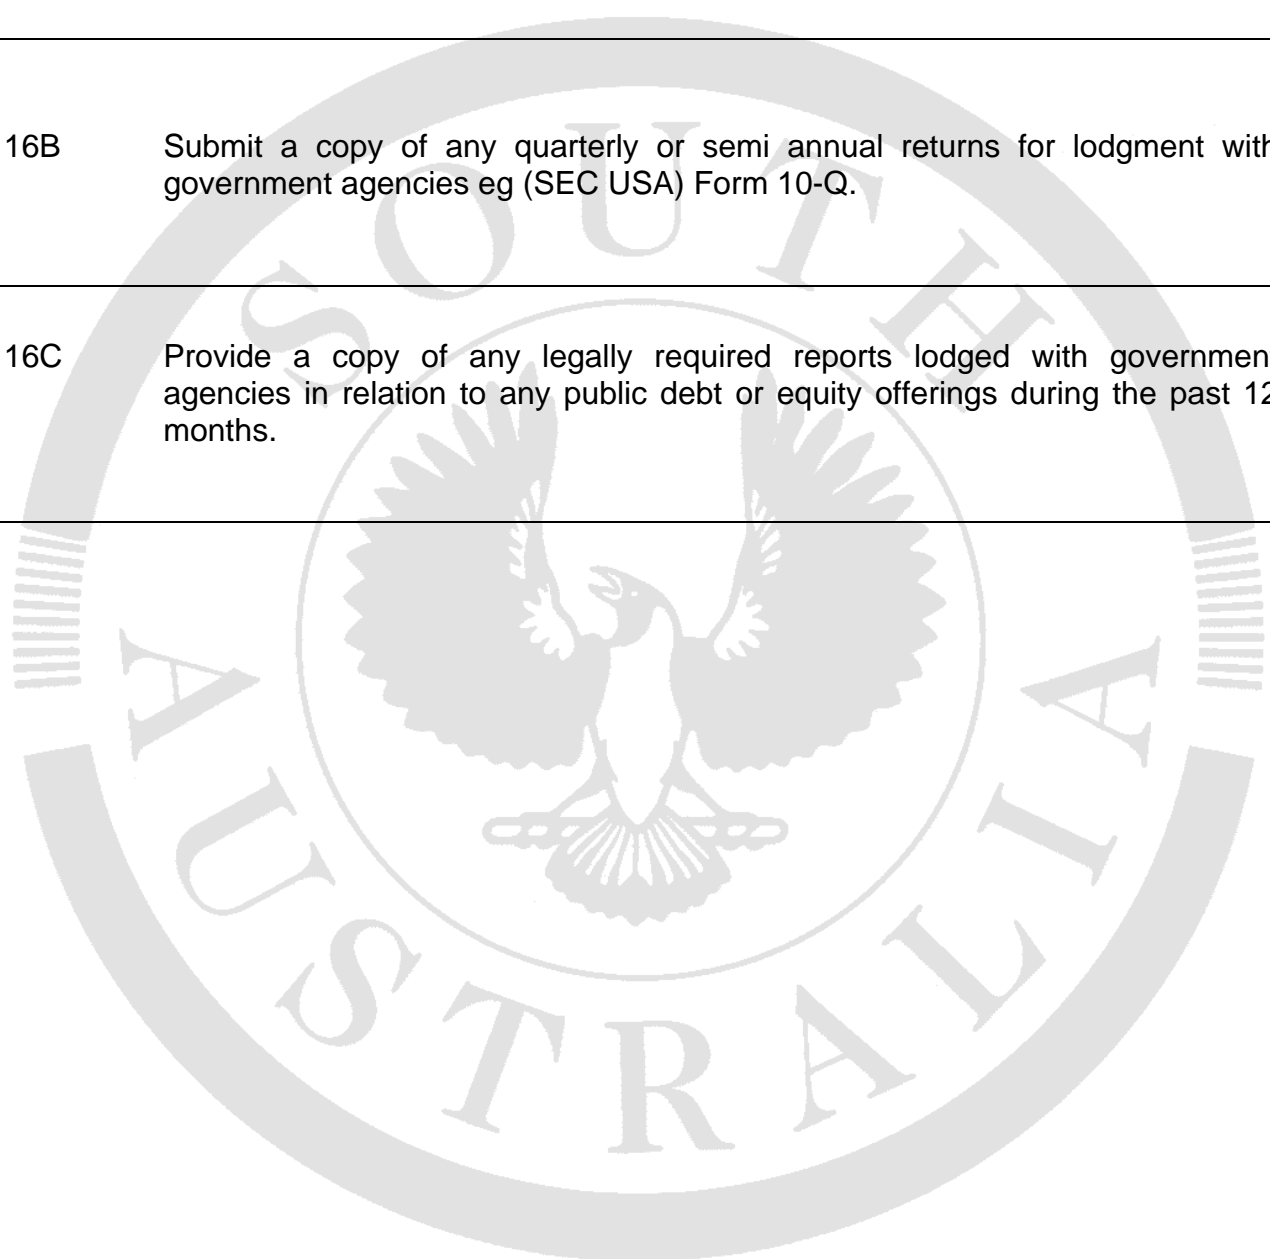 16B Submit a copy of any quarterly or semi annual returns for lodgment with
government agencies eg (SEC USA) Form 10-Q.
16C Provide a copy of any legally required reports lodged with government
agencies in relation to any public debt or equity offerings during the past 12
months.
SOUTH
AUSTRALIA